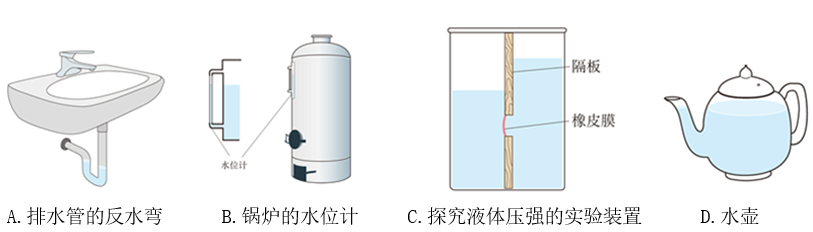 隔板
橡皮膜
水位计
A.排水管的反水弯
B.锅炉的水位计
C.探究液体压强的实验装置
D.水壶